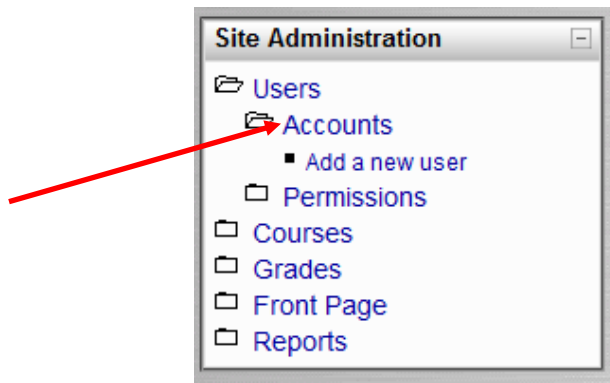 Site Administration
Users
Accounts
Add a new user
Permissions
Courses
Grades
Front Page
Reports